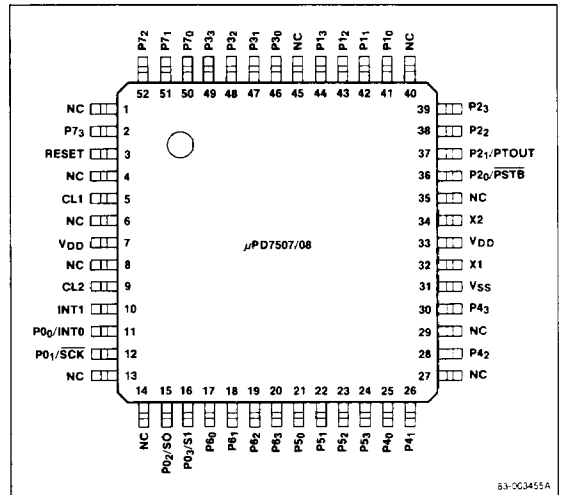 P7₂ P7₁ P7₀ P3₃ P3₂ P3₁ P3₀ NC P1₃ P1₂ P1₁ P1₀ NC
52 51 50 49 48 47 46 45 44 43 42 41 40
NC 1
P7₃ 2
RESET 3
NC 4
CL1 5
NC 6
VDD 7
NC 8
CL2 9
INT1 10
P0₀/INT0 11
P0₁/S̅C̅K̅ 12
NC 13
μPD7507/08
39 P2₃
38 P2₂
37 P2₁/PTOUT
36 P2₀/P̅S̅T̅B̅
35 NC
34 X2
33 VDD
32 X1
31 VSS
30 P4₃
29 NC
28 P4₂
27 NC
14 15 16 17 18 19 20 21 22 23 24 25 26
NC P0₂/SO P0₃/S1 P6₀ P6₁ P6₂ P6₃ P5₀ P5₁ P5₂ P5₃ P4₀ P4₁
83-003455A